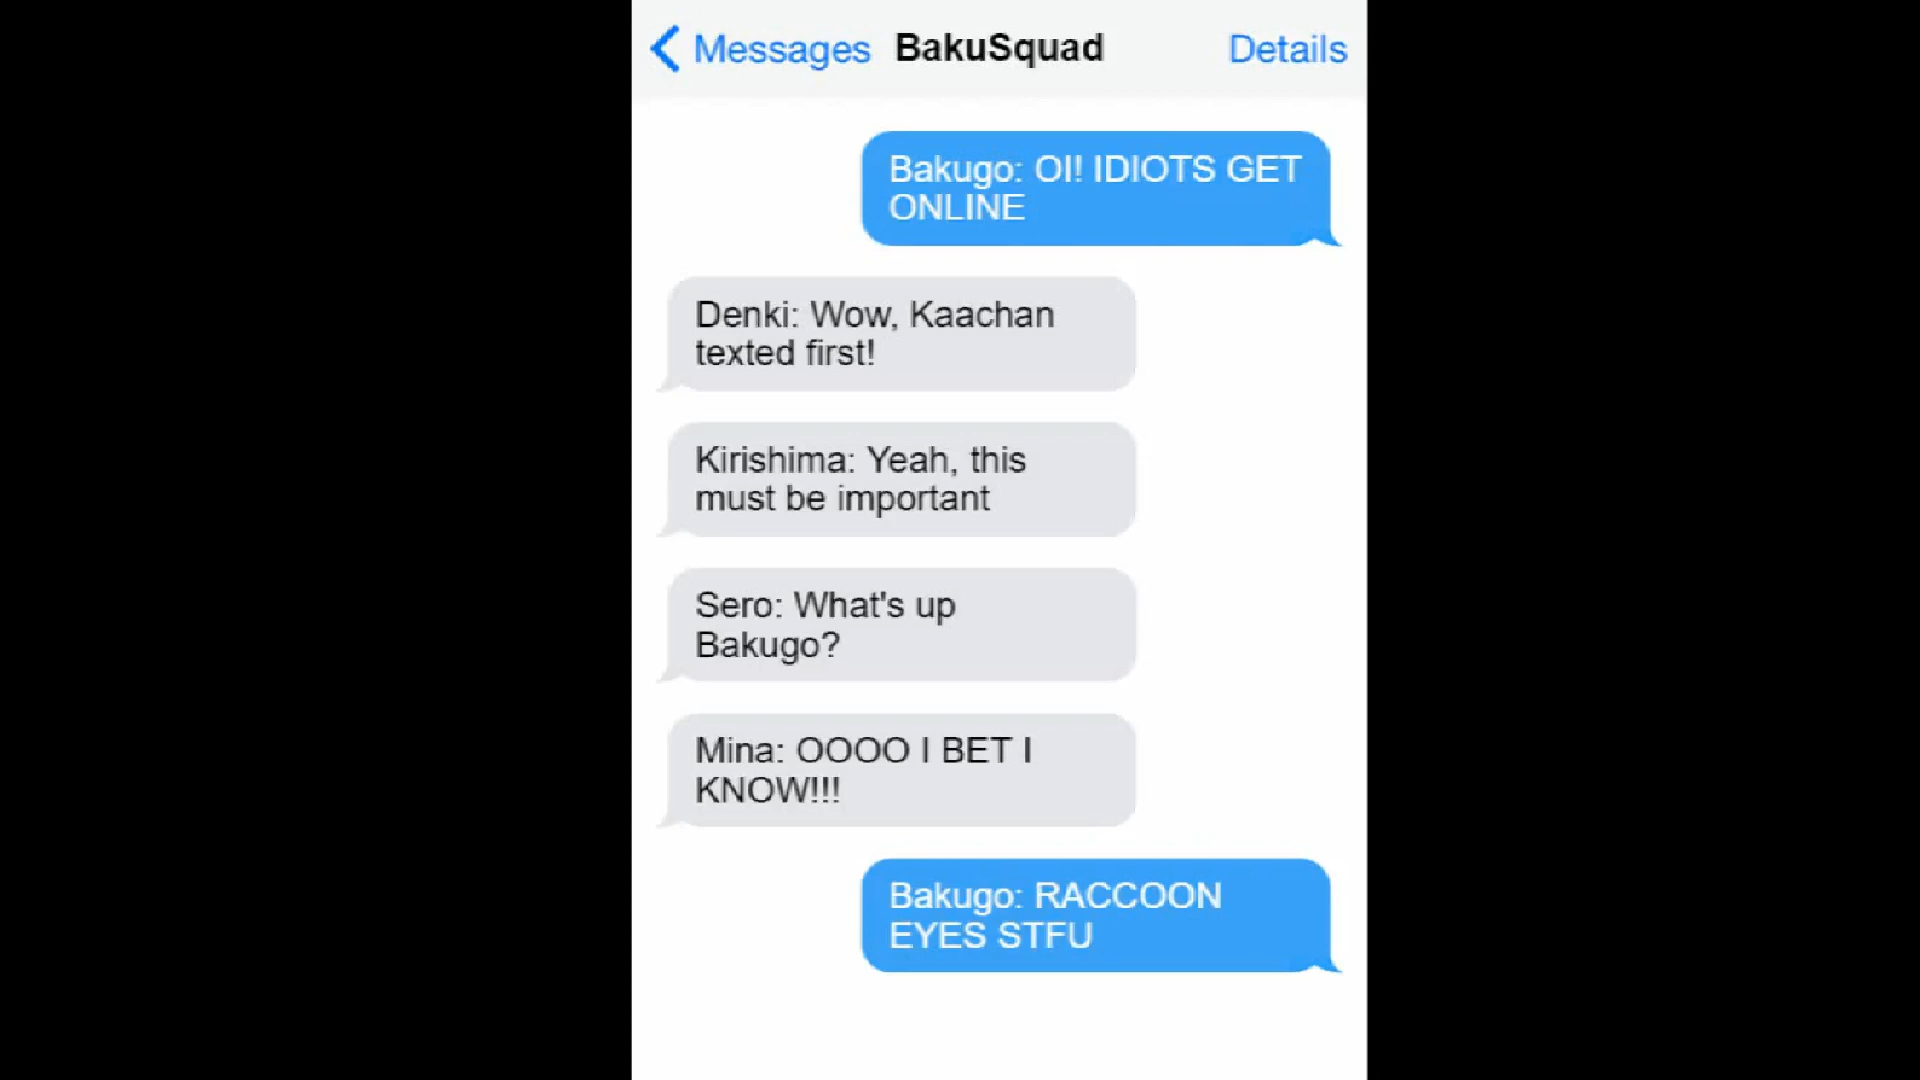 Messages BakuSquad Details
Bakugo: OI! IDIOTS GET
ONLINE
Denki: Wow, Kaachan
texted first!
Kirishima: Yeah, this
must be important
Sero: What's up
Bakugo?
Mina: OOOO I BET I
KNOW!!!
Bakugo: RACCOON
EYES STFU